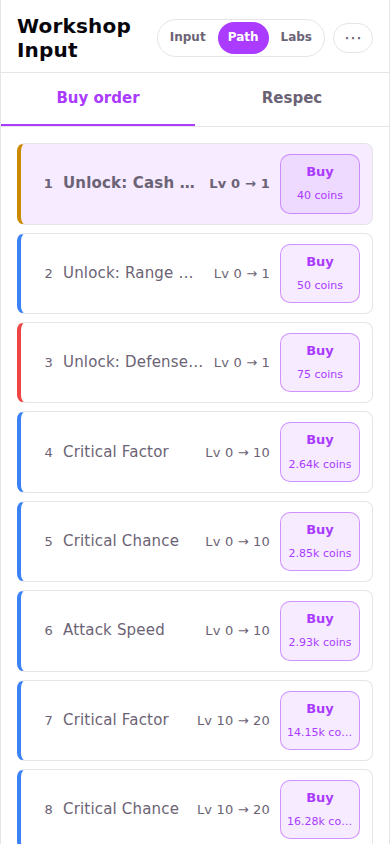 Workshop
Input
Input Path Labs ...
Buy order Respec
1 Unlock: Cash ... Lv 0 → 1 Buy
40 coins
2 Unlock: Range ... Lv 0 → 1 Buy
50 coins
3 Unlock: Defense... Lv 0 → 1 Buy
75 coins
4 Critical Factor Lv 0 → 10 Buy
2.64k coins
5 Critical Chance Lv 0 → 10 Buy
2.85k coins
6 Attack Speed Lv 0 → 10 Buy
2.93k coins
7 Critical Factor Lv 10 → 20 Buy
14.15k co...
8 Critical Chance Lv 10 → 20 Buy
16.28k co...